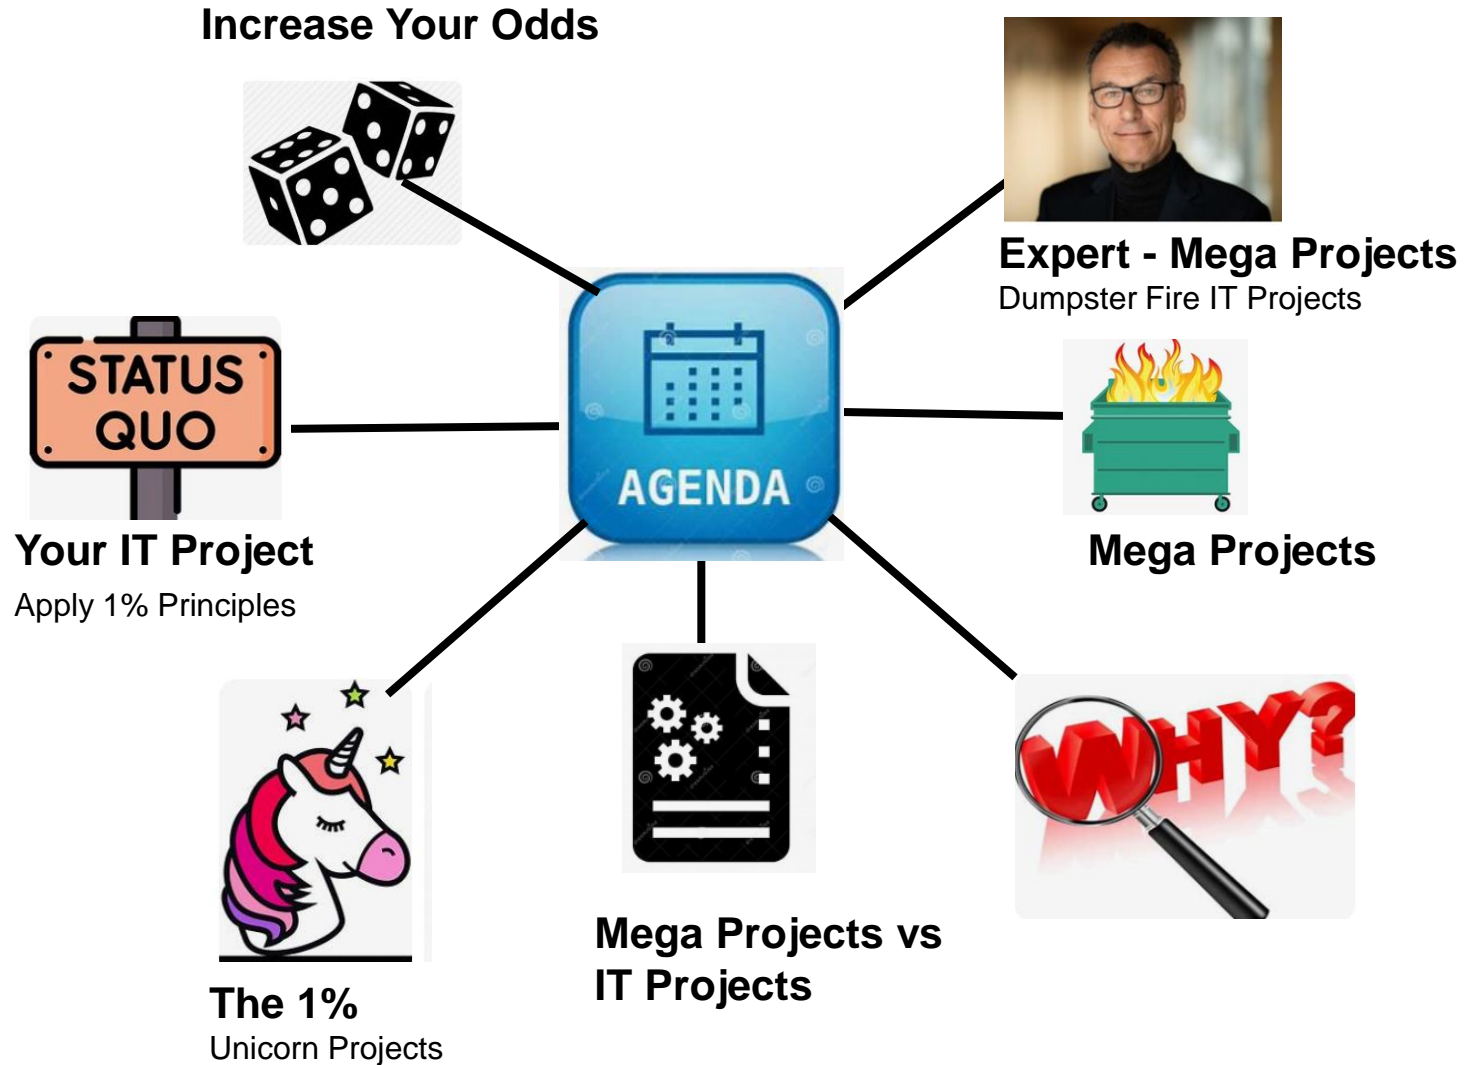 Increase Your Odds
Expert - Mega Projects
Dumpster Fire IT Projects
STATUS
QUO
AGENDA
Your IT Project
Apply 1% Principles
Mega Projects
WHY?
Mega Projects vs
IT Projects
The 1%
Unicorn Projects